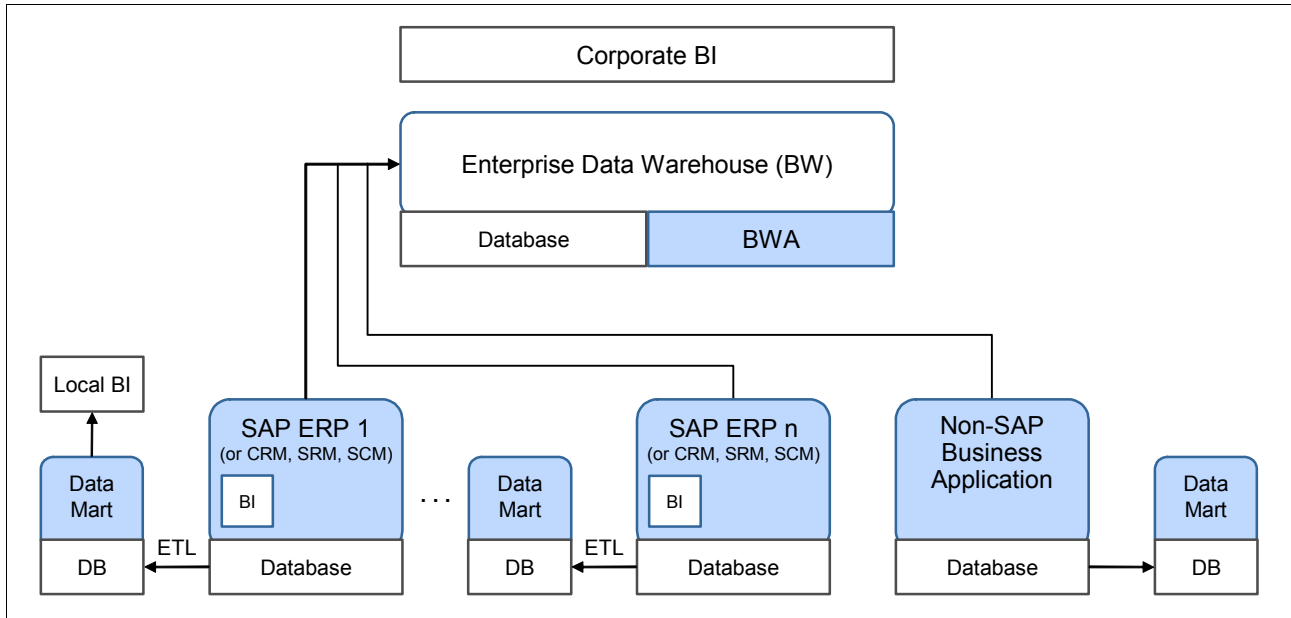 Corporate BI
Enterprise Data Warehouse (BW)
Database
BWA
Local BI
SAP ERP 1
(or CRM, SRM, SCM)
BI
Data
Mart
ETL
DB
Database
. . .
SAP ERP n
(or CRM, SRM, SCM)
BI
Data
Mart
ETL
DB
Database
Non-SAP
Business
Application
Database
Data
Mart
DB